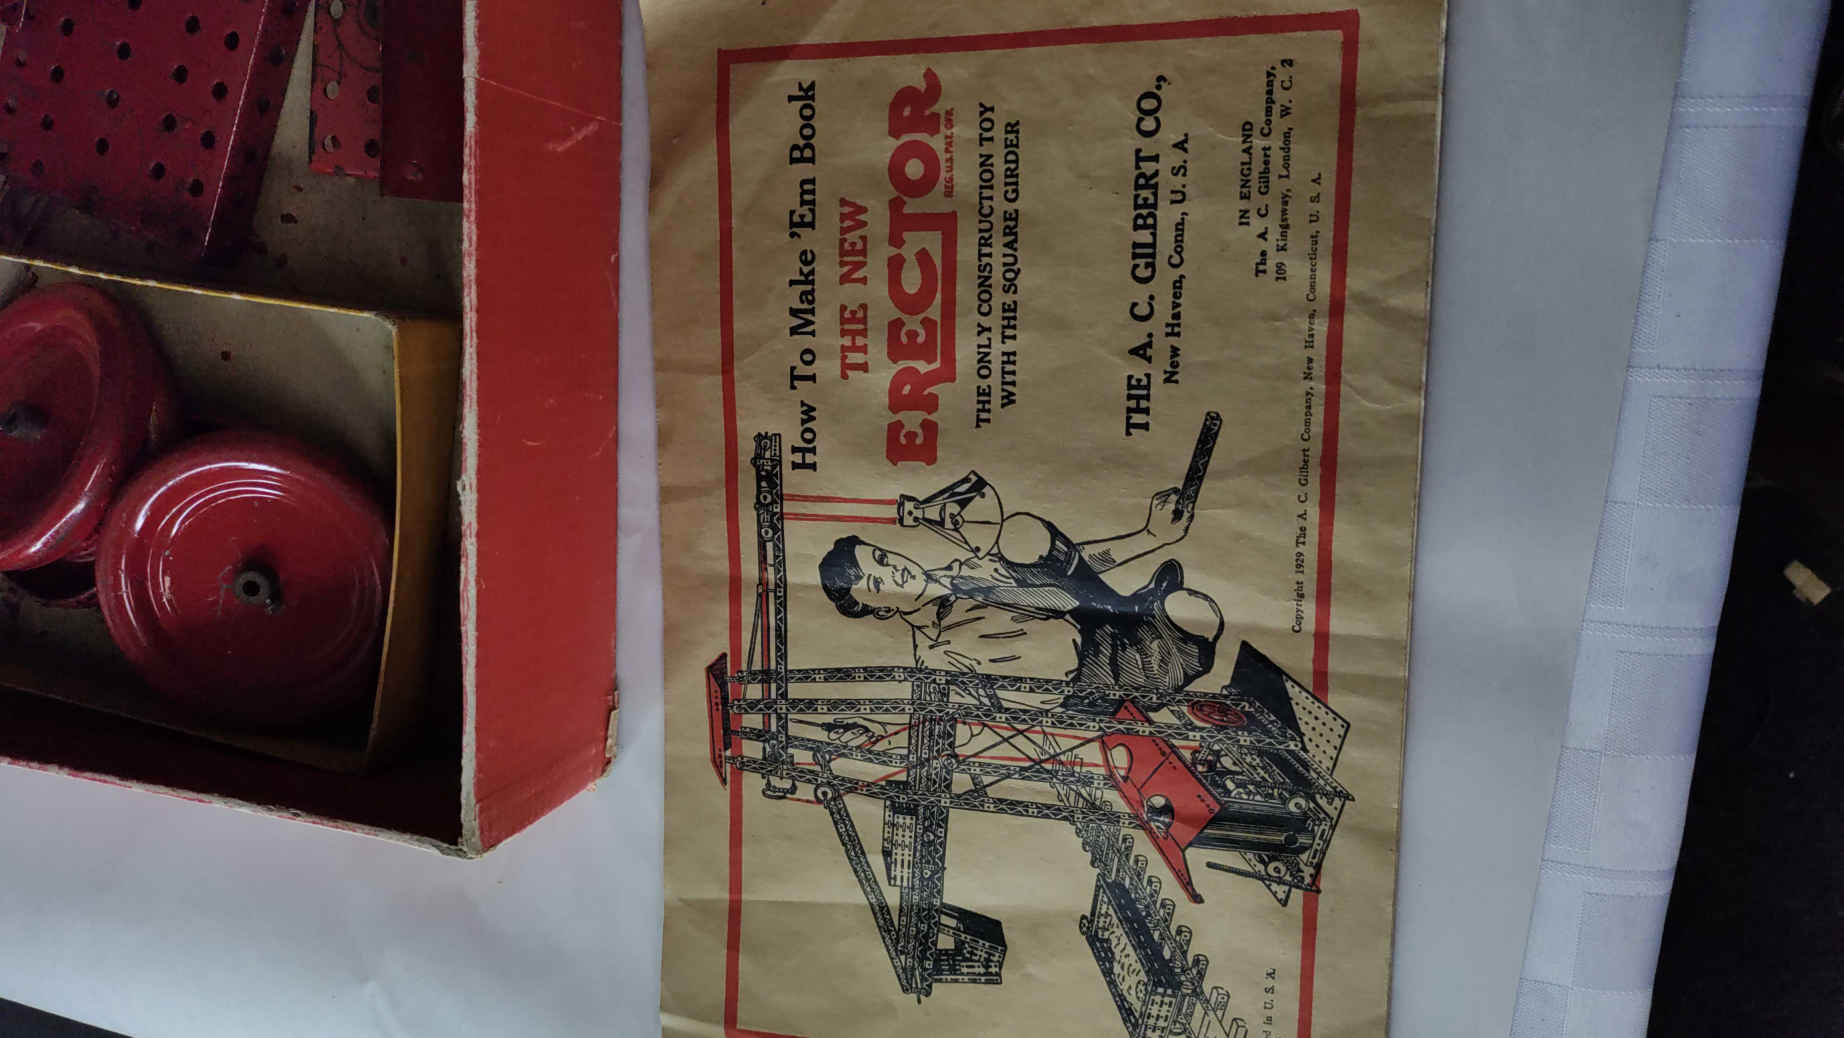 How To Make 'Em Book
THE NEW
ERECTOR
REG. U.S. PAT. OFF.
THE ONLY CONSTRUCTION TOY
WITH THE SQUARE GIRDER
THE A. C. GILBERT CO.,
New Haven, Conn., U. S. A.
IN ENGLAND
The A. C. Gilbert Company,
109 Kingsway, London, W. C. 2
Copyright 1929 The A. C. Gilbert Company, New Haven, Connecticut, U. S. A.
in U. S. A.